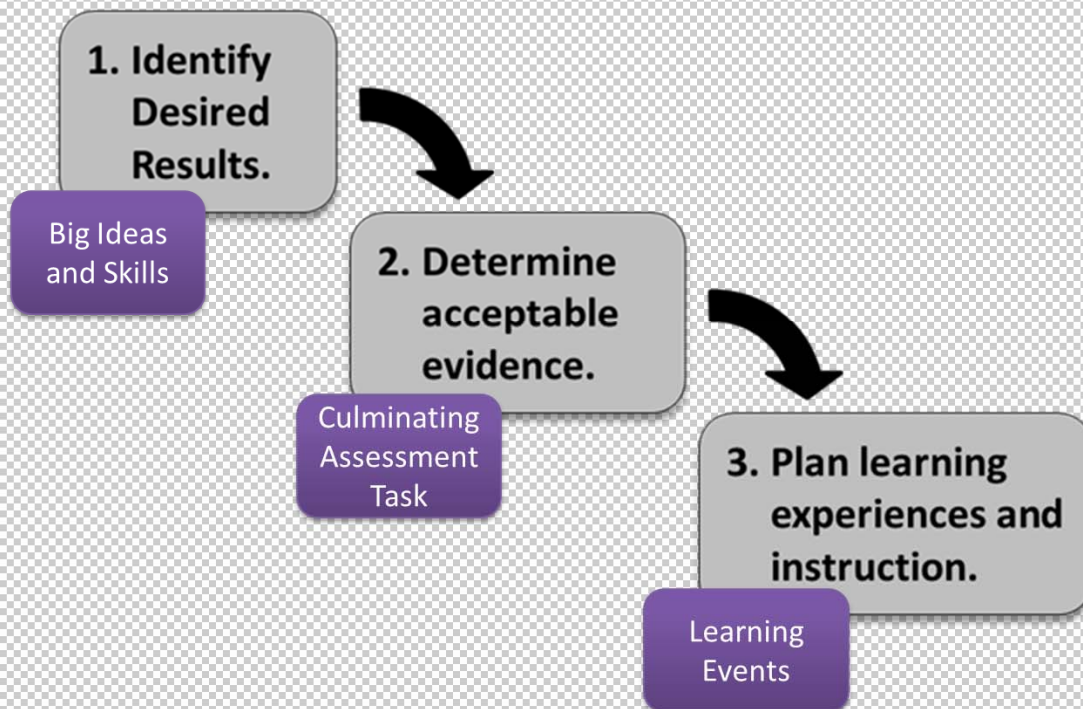 1. Identify
Desired
Results.
Big Ideas
and Skills
2. Determine
acceptable
evidence.
Culminating
Assessment
Task
3. Plan learning
experiences and
instruction.
Learning
Events